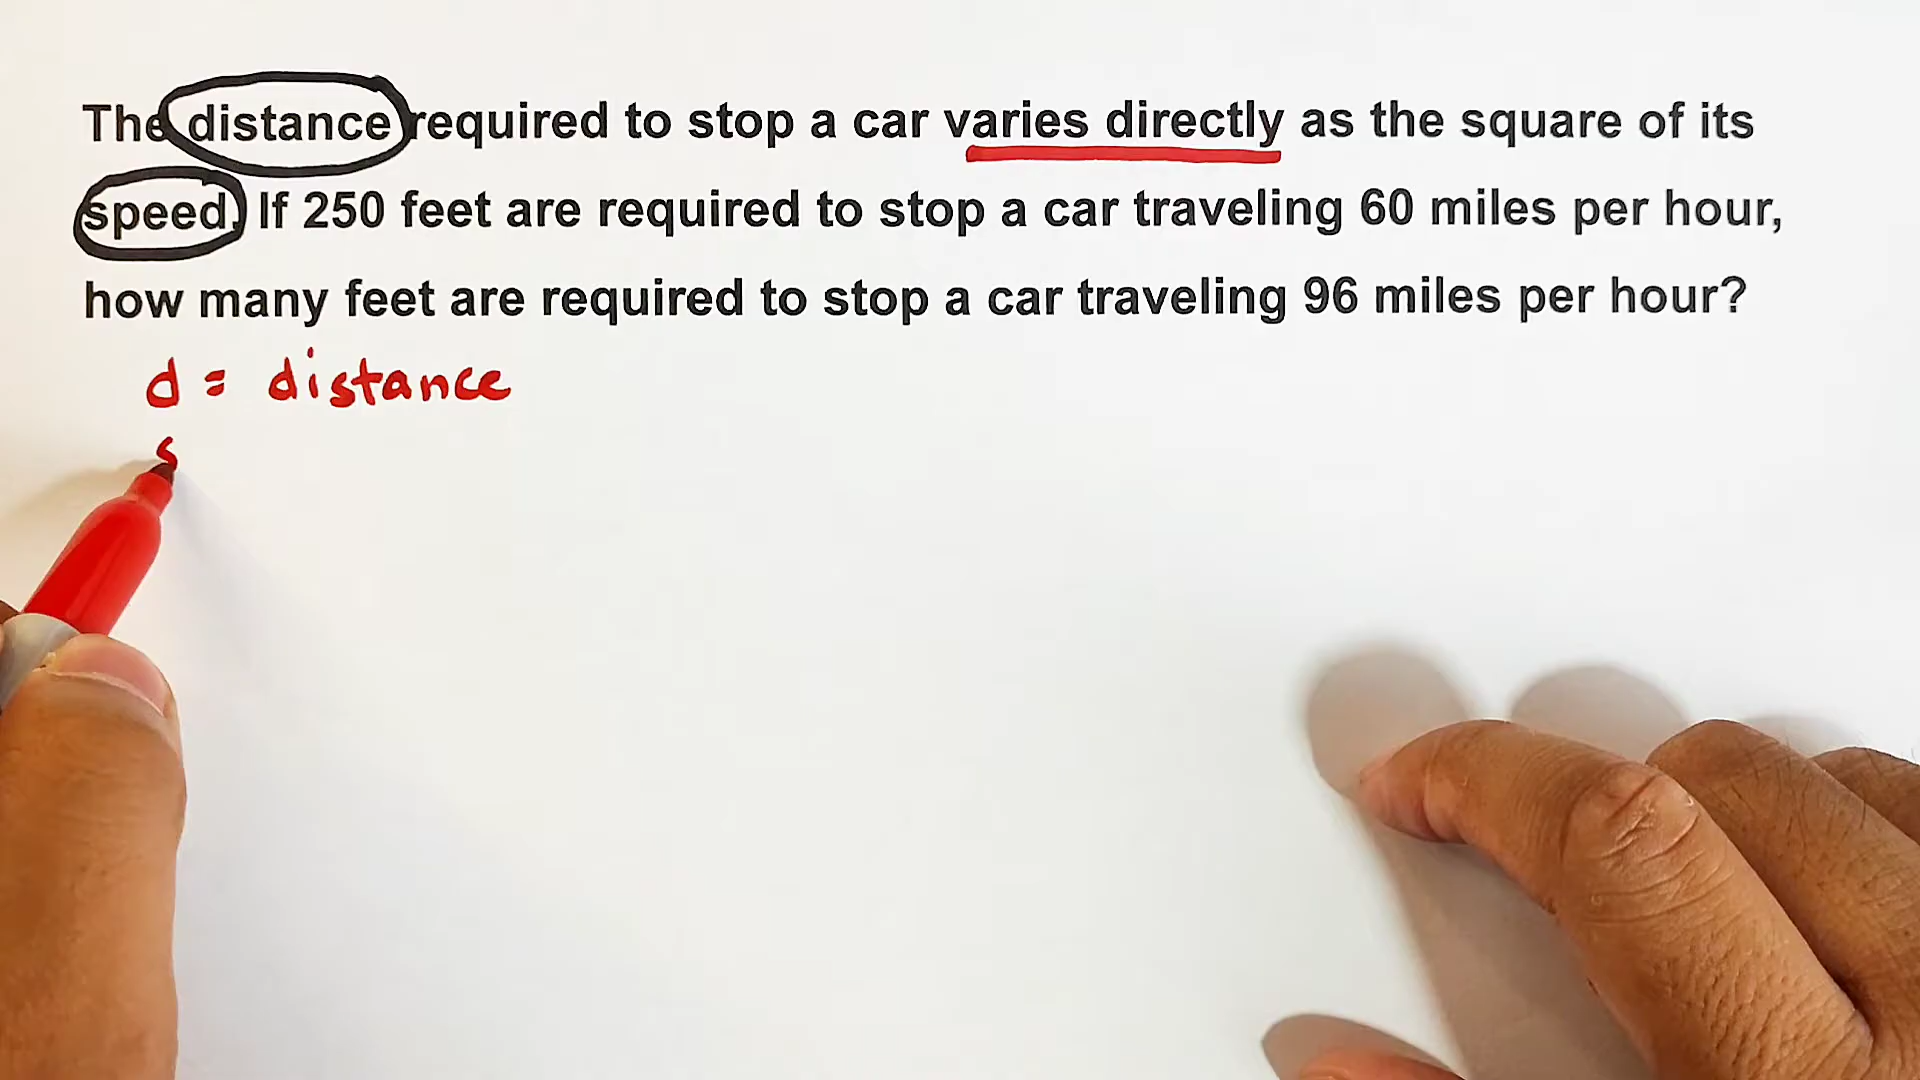 The distance required to stop a car varies directly as the square of its
speed. If 250 feet are required to stop a car traveling 60 miles per hour,
how many feet are required to stop a car traveling 96 miles per hour?
d = distance
s